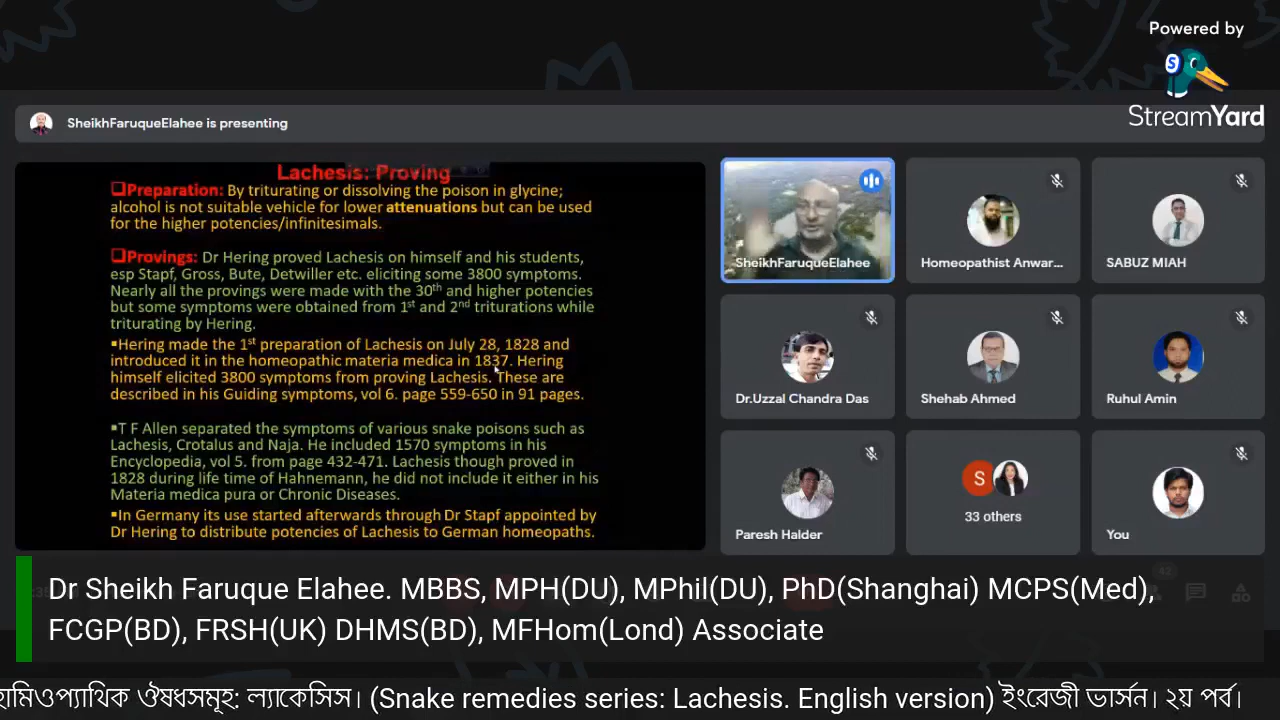 Powered by
StreamYard
SheikhFaruqueElahee is presenting
Lachesis: Proving
❑Preparation: By triturating or dissolving the poison in glycine;
alcohol is not suitable vehicle for lower attenuations but can be used
for the higher potencies/infinitesimals.
❑Provings: Dr Hering proved Lachesis on himself and his students,
esp Stapf, Gross, Bute, Detwiller etc. eliciting some 3800 symptoms.
Nearly all the provings were made with the 30th and higher potencies
but some symptoms were obtained from 1st and 2nd triturations while
triturating by Hering.
▪Hering made the 1st preparation of Lachesis on July 28, 1828 and
introduced it in the homeopathic materia medica in 1837. Hering
himself elicited 3800 symptoms from proving Lachesis. These are
described in his Guiding symptoms, vol 6. page 559-650 in 91 pages.
▪T F Allen separated the symptoms of various snake poisons such as
Lachesis, Crotalus and Naja. He included 1570 symptoms in his
Encyclopedia, vol 5. from page 432-471. Lachesis though proved in
1828 during life time of Hahnemann, he did not include it either in his
Materia medica pura or Chronic Diseases.
▪In Germany its use started afterwards through Dr Stapf appointed by
Dr Hering to distribute potencies of Lachesis to German homeopaths.
SheikhFaruqueElahee
Homeopathist Anwar...
SABUZ MIAH
Dr.Uzzal Chandra Das
Shehab Ahmed
Ruhul Amin
Paresh Halder
S
33 others
You
42
Dr Sheikh Faruque Elahee. MBBS, MPH(DU), MPhil(DU), PhD(Shanghai) MCPS(Med),
FCGP(BD), FRSH(UK) DHMS(BD), MFHom(Lond) Associate
হোমিওপ্যাথিক ঔষধসমূহ: ল্যাকেসিস। (Snake remedies series: Lachesis. English version) ইংরেজী ভার্সন। ২য় পর্ব।